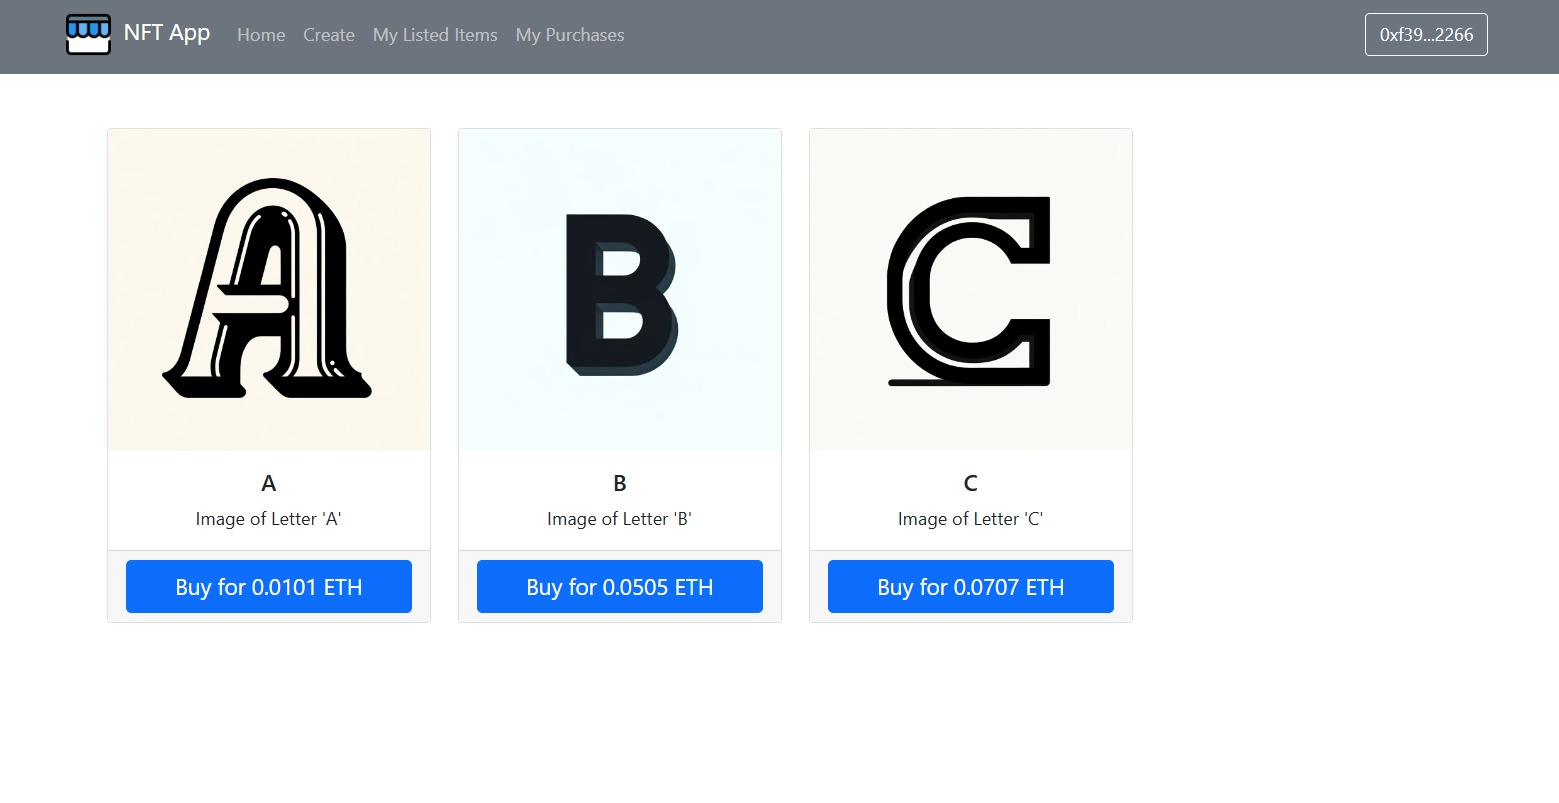 NFT App Home Create My Listed Items My Purchases 0xf39...2266
A B C
A B C
Image of Letter 'A' Image of Letter 'B' Image of Letter 'C'
Buy for 0.0101 ETH Buy for 0.0505 ETH Buy for 0.0707 ETH